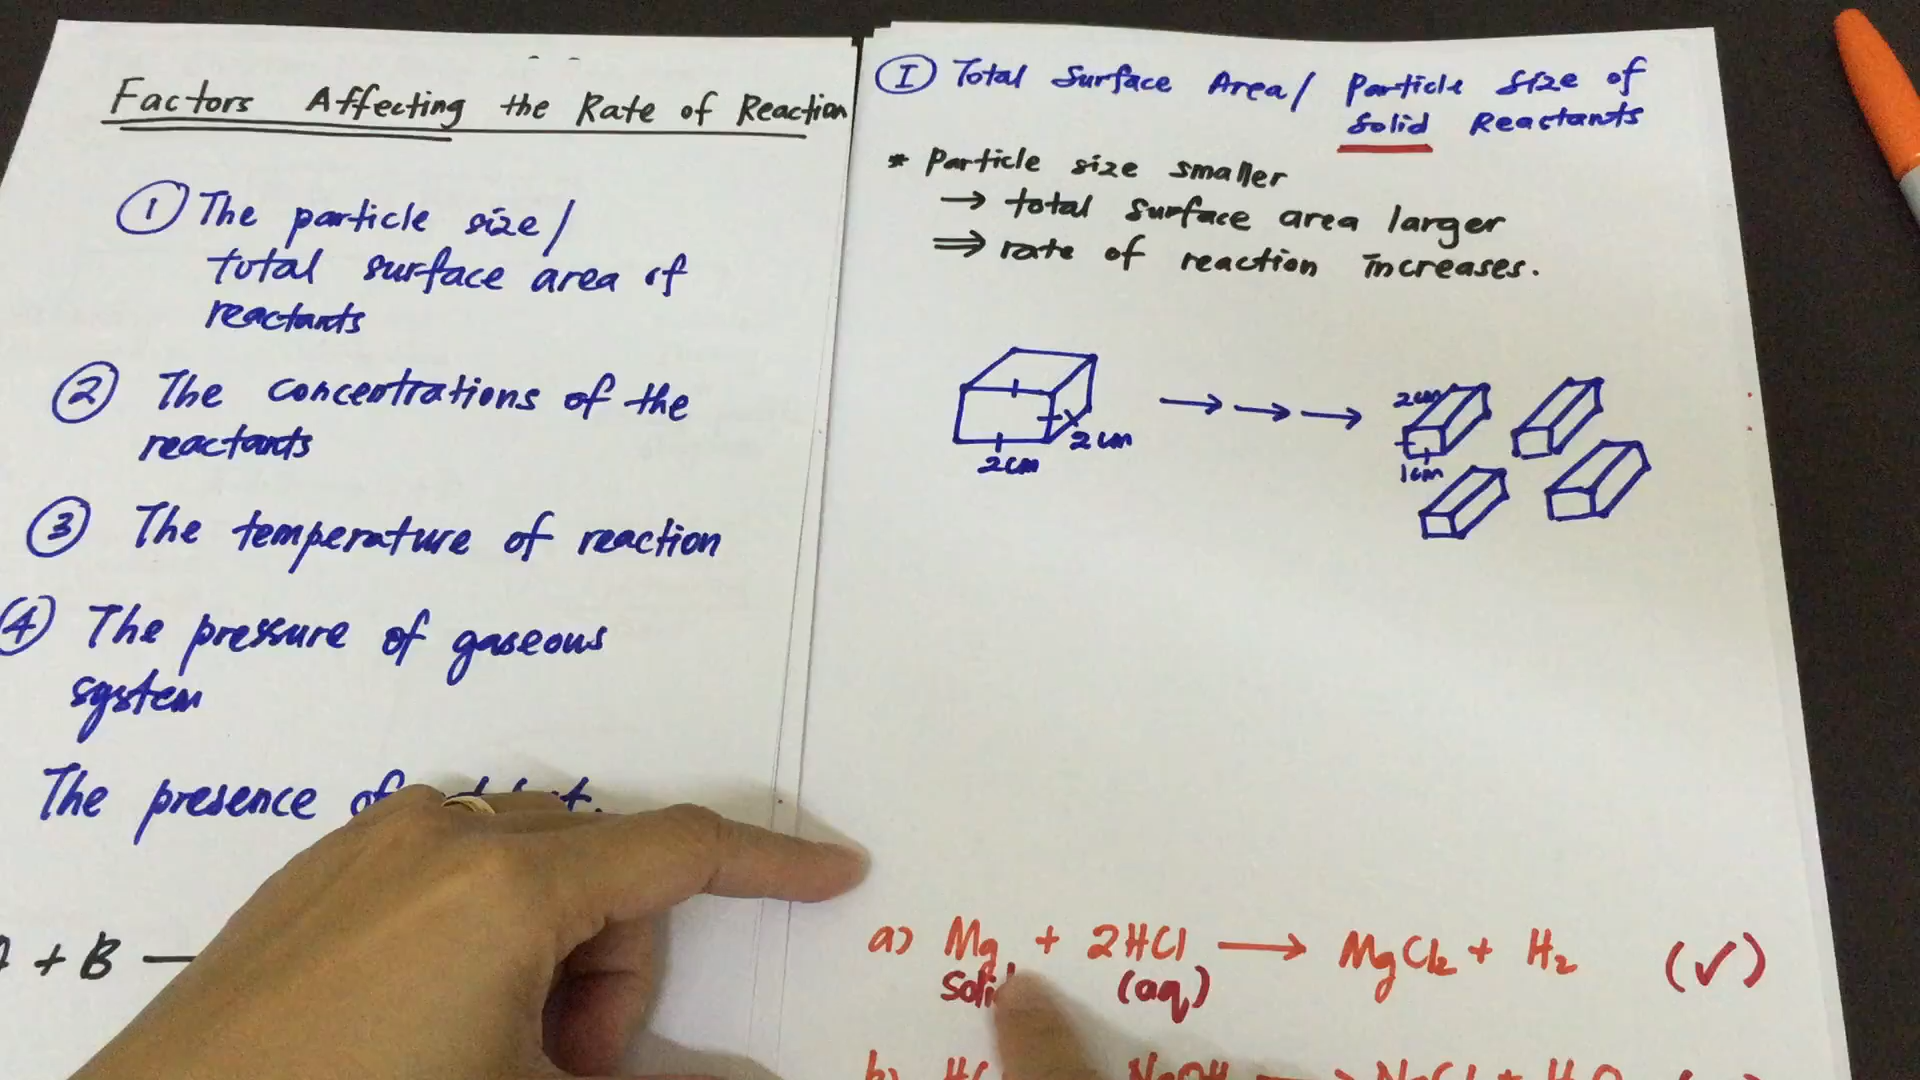 Factors Affecting the Rate of Reaction
① The particle size/
total surface area of
reactants
② The concentrations of the
reactants
③ The temperature of reaction
④ The pressure of gaseous
system
The presence of
A + B —
Ⓘ Total Surface Area/ Particle Size of
Solid Reactants
* Particle size smaller
→ total surface area larger
⇒ rate of reaction increases.
2cm
2cm
2cm
1cm
a) Mg + 2HCl → MgCl₂ + H₂ (✓)
(aq)